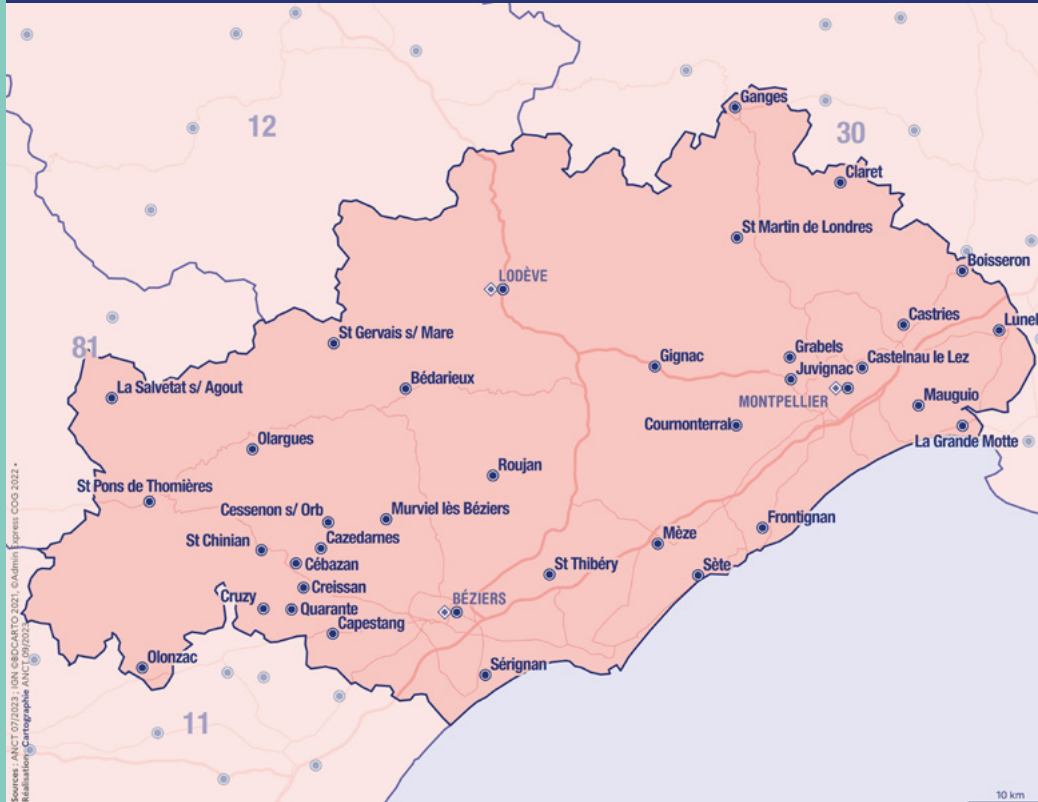 Ganges
12
30
Claret
St Martin de Londres
Boisseron
LODÈVE
Castries
Lunel
St Gervais s/ Mare
81
Grabels
Gignac
Castelnau le Lez
Juvignac
La Salvetat s/ Agout
Bédarieux
MONTPELLIER
Mauguio
Cournonterral
La Grande Motte
Olargues
Roujan
St Pons de Thomières
Cessenon s/ Orb
Murviel lès Béziers
Frontignan
St Chinian
Cazedarnes
Mèze
Cébazan
St Thibéry
Sète
Creissan
Cruzy
Quarante
BÉZIERS
Capestang
Olonzac
Sérignan
11
10 km
Sources : ANCT 07/2023 ; IGN ©BDCARTO 2021, ©Admin Express COG 2022 •
Réalisation Cartographie ANCT 09/2023